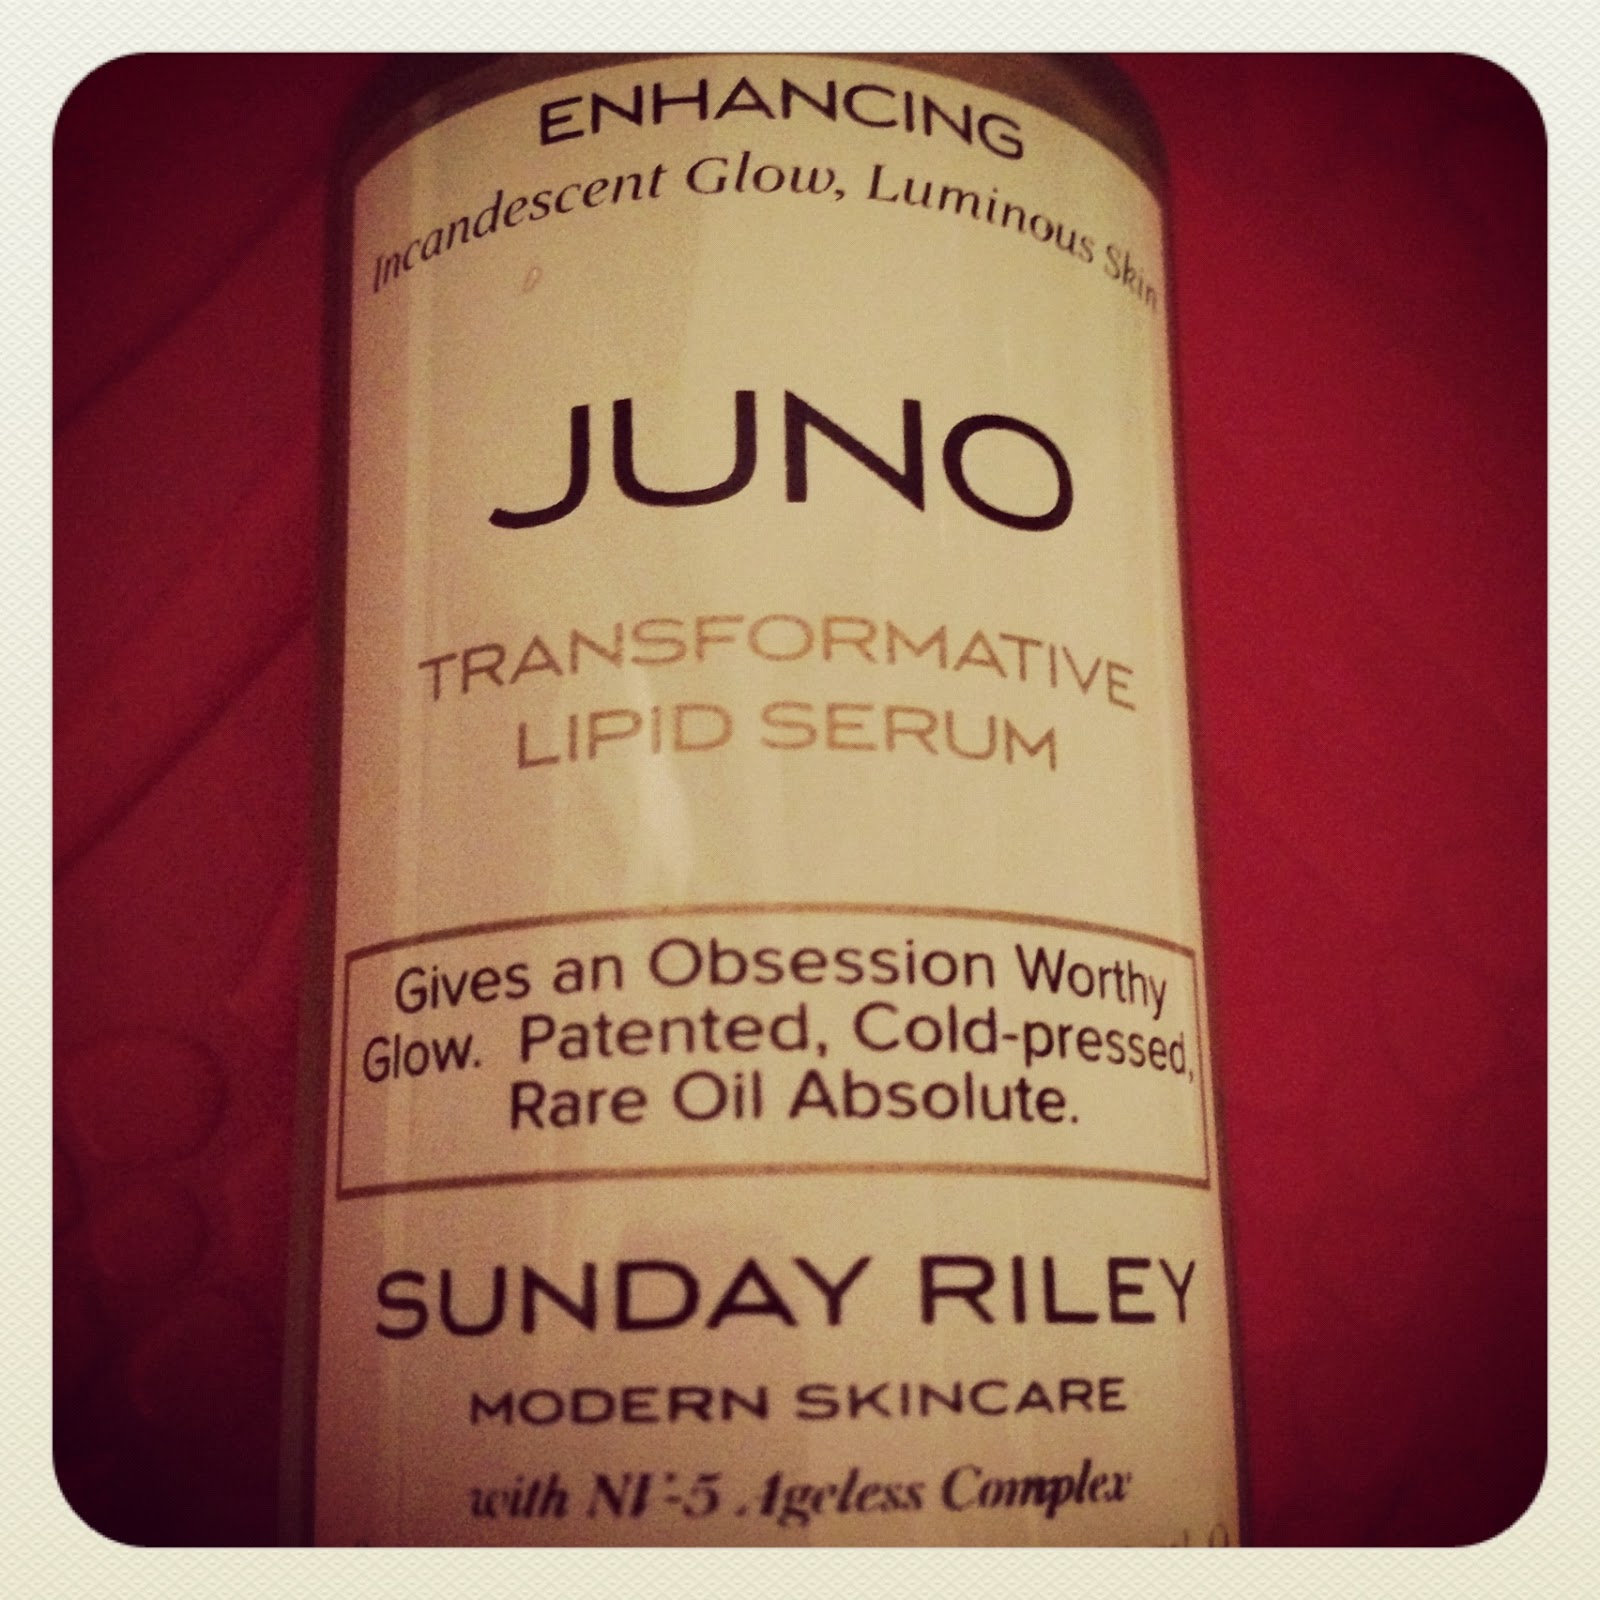 ENHANCING
Incandescent Glow, Luminous Skin
JUNO
TRANSFORMATIVE
LIPID SERUM
Gives an Obsession Worthy
Glow. Patented, Cold-pressed,
Rare Oil Absolute.
SUNDAY RILEY
MODERN SKINCARE
with NV-5 Ageless Complex